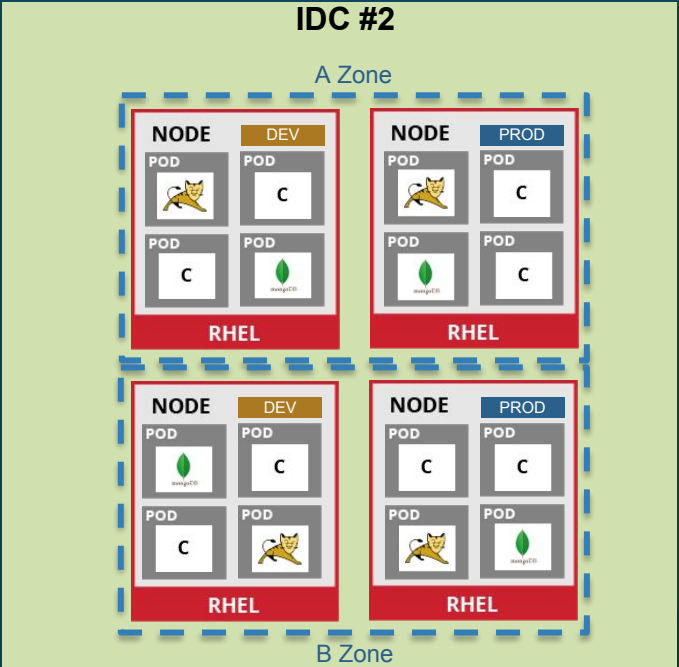 IDC #2
A Zone
NODE DEV
POD POD
C
POD POD
C mongoDB
RHEL
NODE PROD
POD POD
C
POD POD
mongoDB C
RHEL
NODE DEV
POD POD
mongoDB C
POD POD
C
RHEL
NODE PROD
POD POD
C C
POD POD
mongoDB
RHEL
B Zone